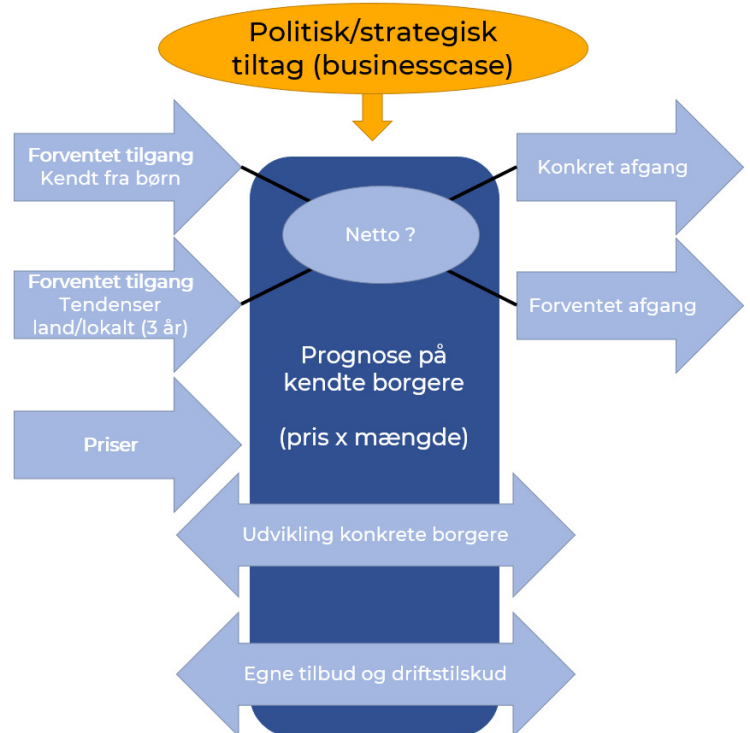 Politisk/strategisk
tiltag (businesscase)
Forventet tilgang
Kendt fra børn
Konkret afgang
Netto ?
Forventet tilgang
Tendenser
land/lokalt (3 år)
Forventet afgang
Prognose på
kendte borgere
(pris x mængde)
Priser
Udvikling konkrete borgere
Egne tilbud og driftstilskud